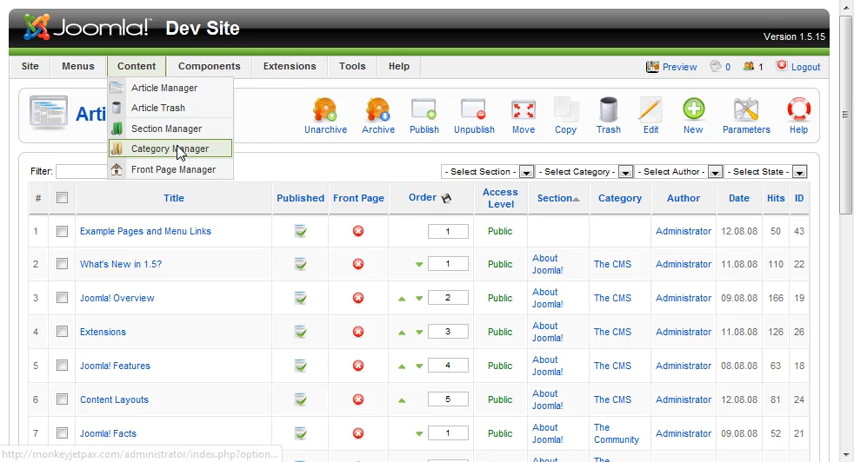 Joomla!® Dev Site
Version 1.5.15
Site Menus Content Components Extensions Tools Help Preview 0 1 Logout
Article Manager
Article Trash
Section Manager
Category Manager
Front Page Manager
Arti
Unarchive Archive Publish Unpublish Move Copy Trash Edit New Parameters Help
Filter: - Select Section - - Select Category - - Select Author - - Select State -
# Title Published Front Page Order Access Level Section Category Author Date Hits ID
1 Example Pages and Menu Links 1 Public Administrator 12.08.08 50 43
2 What's New in 1.5? 1 Public About Joomla! The CMS Administrator 11.08.08 110 22
3 Joomla! Overview 2 Public About Joomla! The CMS Administrator 09.08.08 166 19
4 Extensions 3 Public About Joomla! The CMS Administrator 11.08.08 126 26
5 Joomla! Features 4 Public About Joomla! The CMS Administrator 08.08.08 63 18
6 Content Layouts 5 Public About Joomla! The CMS Administrator 12.08.08 81 24
7 Joomla! Facts 1 Public About Joomla! The Community Administrator 09.08.08 52 21
http://monkeyjetpax.com/administrator/index.php?option...